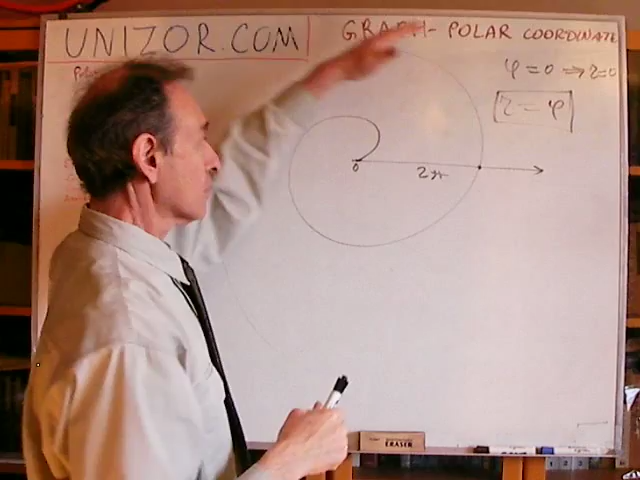 UNIZOR.COM
GRAPH - POLAR COORDINATE
φ = 0 ⇒ r = 0
r = φ
0
2π
ERASER